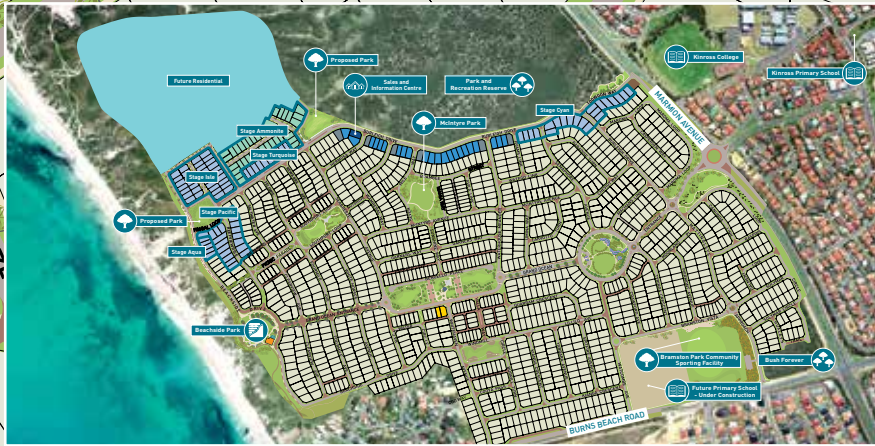 Future Residential
Proposed Park
Sales and
Information Centre
Park and
Recreation Reserve
Kinross College
Kinross Primary School
McIntyre Park
Stage Cyan
MARMION AVENUE
Stage Ammonite
Stage Turquoise
Stage Isle
Stage Pacific
Proposed Park
Stage Aqua
Beachside Park
Bramston Park Community
Sporting Facility
Bush Forever
Future Primary School
- Under Construction
BURNS BEACH ROAD